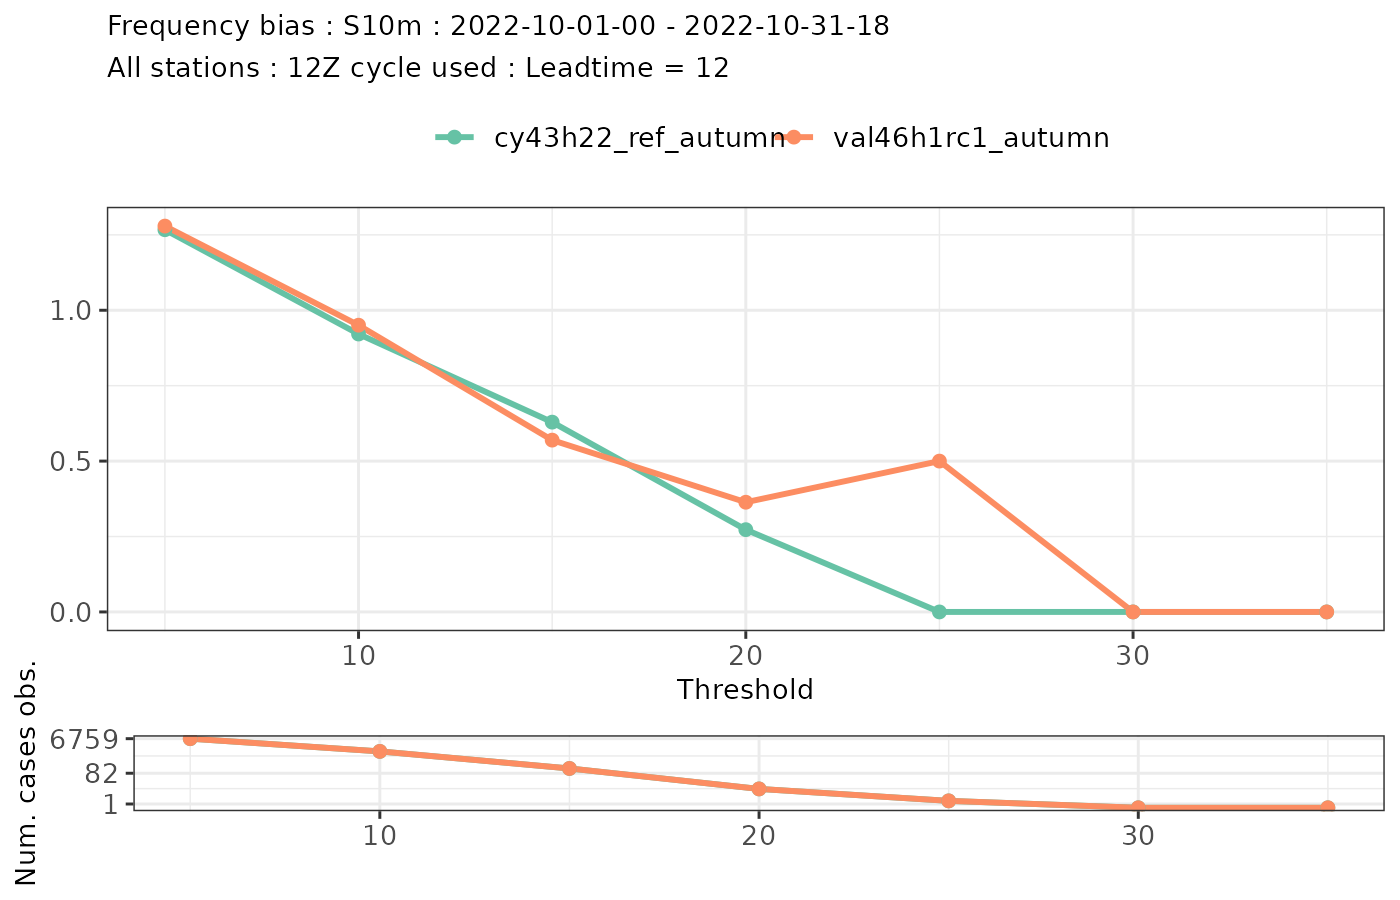 Frequency bias : S10m : 2022-10-01-00 - 2022-10-31-18
All stations : 12Z cycle used : Leadtime = 12
cy43h22_ref_autumn val46h1rc1_autumn
1.0
0.5
0.0
10 20 30
Threshold
Num. cases obs.
6759
82
1
10 20 30